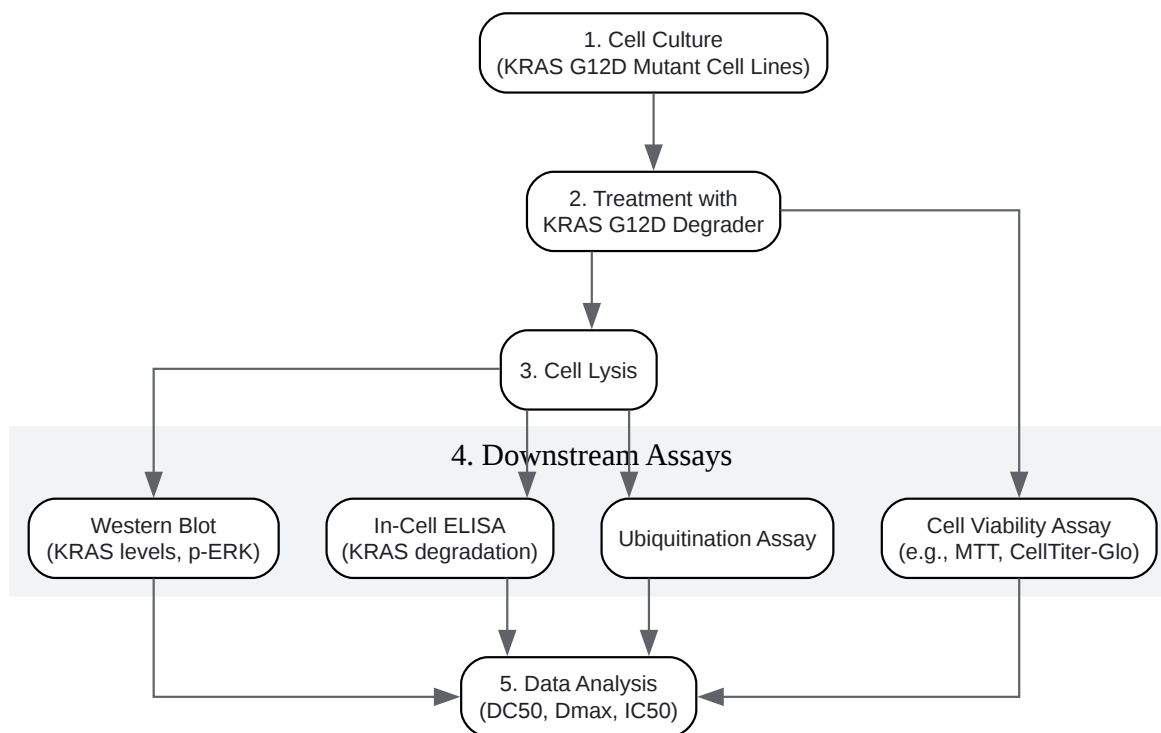 1. Cell Culture
(KRAS G12D Mutant Cell Lines)
2. Treatment with
KRAS G12D Degrader
3. Cell Lysis
4. Downstream Assays
Western Blot
(KRAS levels, p-ERK)
In-Cell ELISA
(KRAS degradation)
Ubiquitination Assay
Cell Viability Assay
(e.g., MTT, CellTiter-Glo)
5. Data Analysis
(DC50, Dmax, IC50)